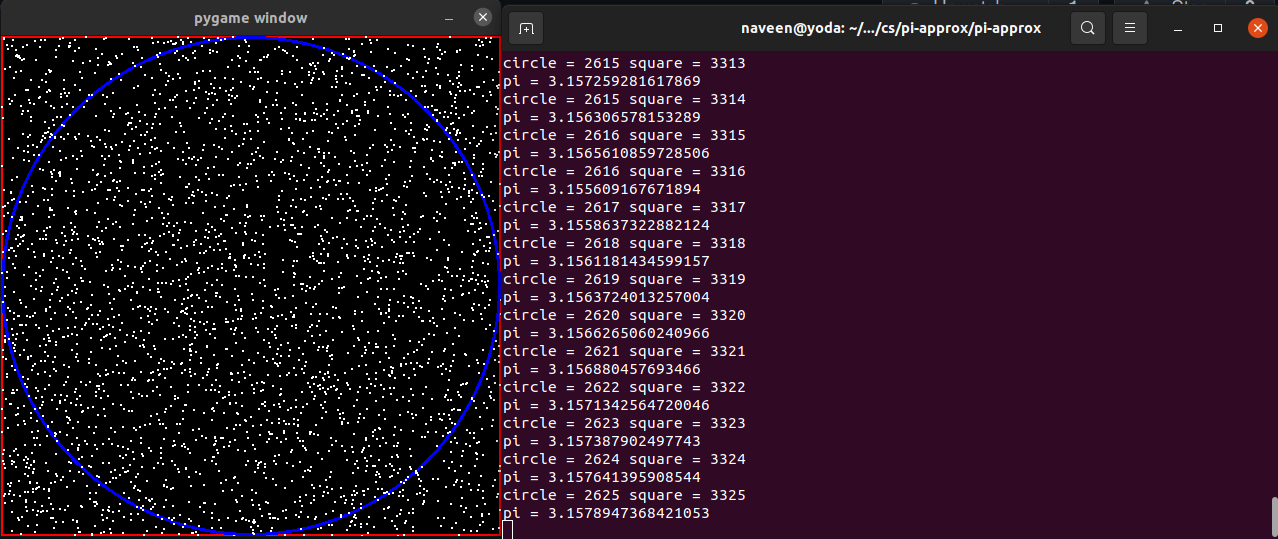 pygame window
naveen@yoda: ~/.../cs/pi-approx/pi-approx
circle = 2615 square = 3313
pi = 3.157259281617869
circle = 2615 square = 3314
pi = 3.156306578153289
circle = 2616 square = 3315
pi = 3.1565610859728506
circle = 2616 square = 3316
pi = 3.155609167671894
circle = 2617 square = 3317
pi = 3.1558637322882124
circle = 2618 square = 3318
pi = 3.1561181434599157
circle = 2619 square = 3319
pi = 3.1563724013257004
circle = 2620 square = 3320
pi = 3.1566265060240966
circle = 2621 square = 3321
pi = 3.156880457693466
circle = 2622 square = 3322
pi = 3.1571342564720046
circle = 2623 square = 3323
pi = 3.157387902497743
circle = 2624 square = 3324
pi = 3.157641395908544
circle = 2625 square = 3325
pi = 3.1578947368421053